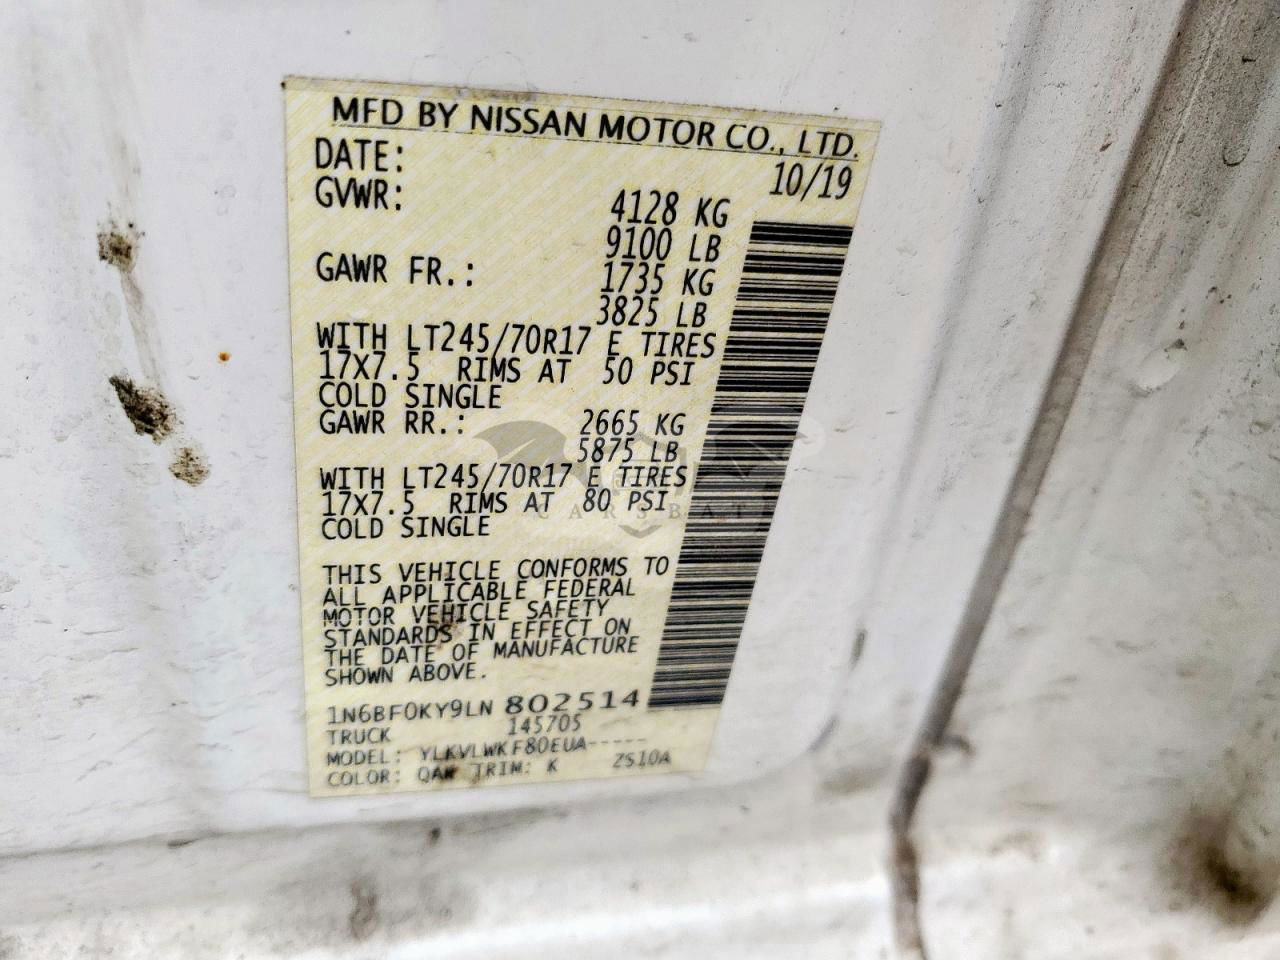 MFD BY NISSAN MOTOR CO., LTD.
DATE: 10/19
GVWR: 4128 KG
9100 LB
GAWR FR.: 1735 KG
3825 LB
WITH LT245/70R17 E TIRES
17X7.5 RIMS AT 50 PSI
COLD SINGLE
GAWR RR.: 2665 KG
5875 LB
WITH LT245/70R17 E TIRES
17X7.5 RIMS AT 80 PSI
COLD SINGLE
CARSBAT
THIS VEHICLE CONFORMS TO
ALL APPLICABLE FEDERAL
MOTOR VEHICLE SAFETY
STANDARDS IN EFFECT ON
THE DATE OF MANUFACTURE
SHOWN ABOVE.
1N6BF0KY9LN 802514
TRUCK 145705
MODEL: YLKVLWKF80EUA-----
COLOR: QAK TRIM: K ZS10A